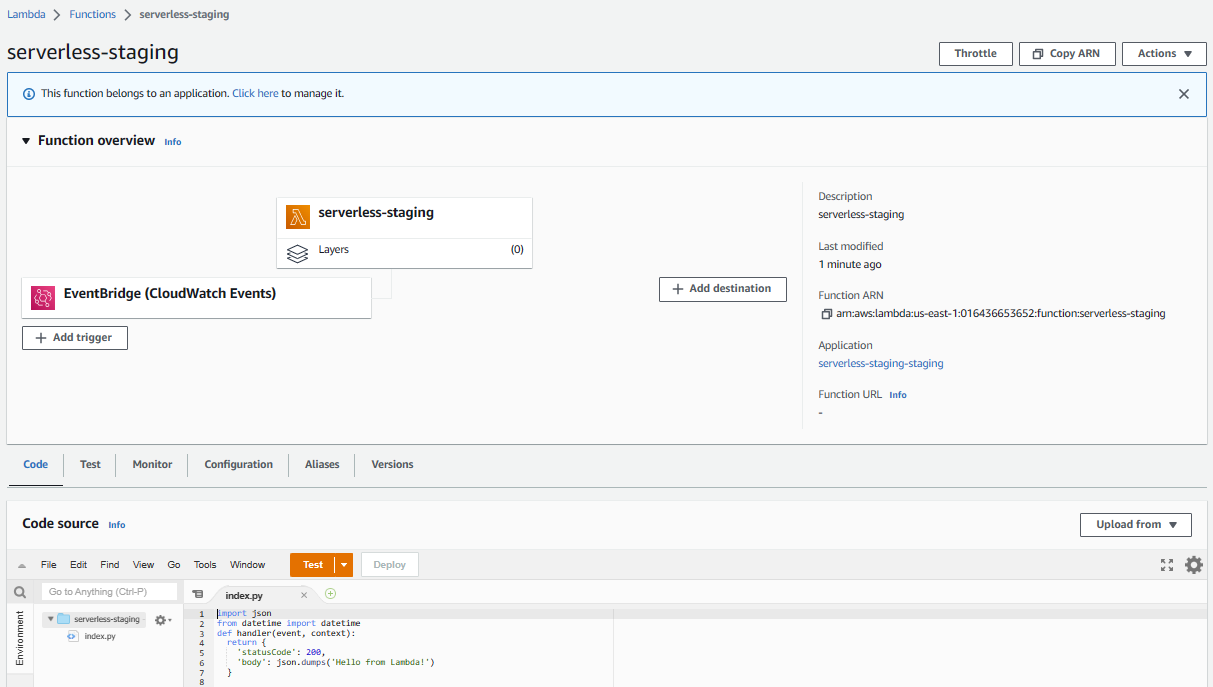 Lambda > Functions > serverless-staging
serverless-staging
Throttle Copy ARN Actions ▼
This function belongs to an application. Click here to manage it. ×
▼ Function overview Info
serverless-staging
Layers (0)
EventBridge (CloudWatch Events)
+ Add trigger
+ Add destination
Description
serverless-staging
Last modified
1 minute ago
Function ARN
arn:aws:lambda:us-east-1:016436653652:function:serverless-staging
Application
serverless-staging-staging
Function URL Info
-
Code Test Monitor Configuration Aliases Versions
Code source Info Upload from ▼
File Edit Find View Go Tools Window Test Deploy
Go to Anything (Ctrl-P) index.py ×
Environment
serverless-staging
index.py
1 import json
2 from datetime import datetime
3 def handler(event, context):
4 return {
5 'statusCode': 200,
6 'body': json.dumps('Hello from Lambda!')
7 }
8